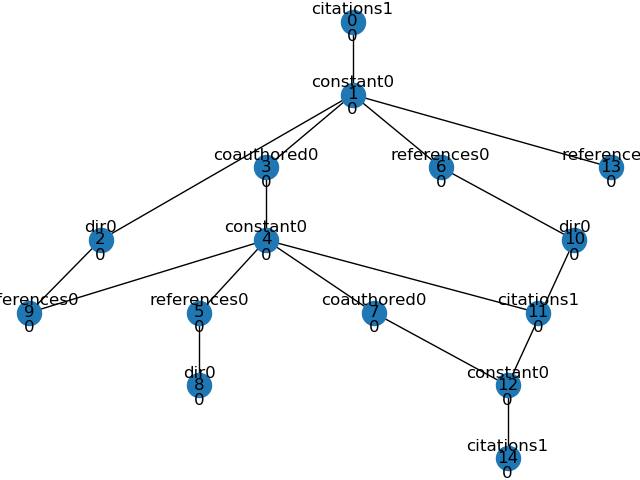 citations1
0
0
constant0
1
0
coauthored0
3
0
references0
6
0
reference
13
0
dir0
2
0
constant0
4
0
dir0
10
0
ferences0
9
0
references0
5
0
coauthored0
7
0
citations1
11
0
dir0
8
0
constant0
12
0
citations1
14
0